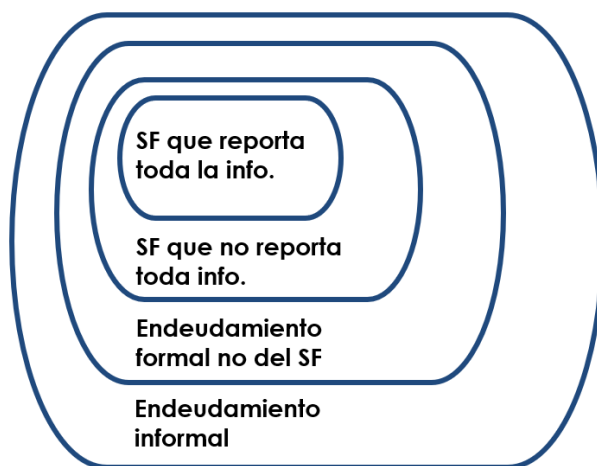 SF que reporta
toda la info.
SF que no reporta
toda info.
Endeudamiento
formal no del SF
Endeudamiento
informal